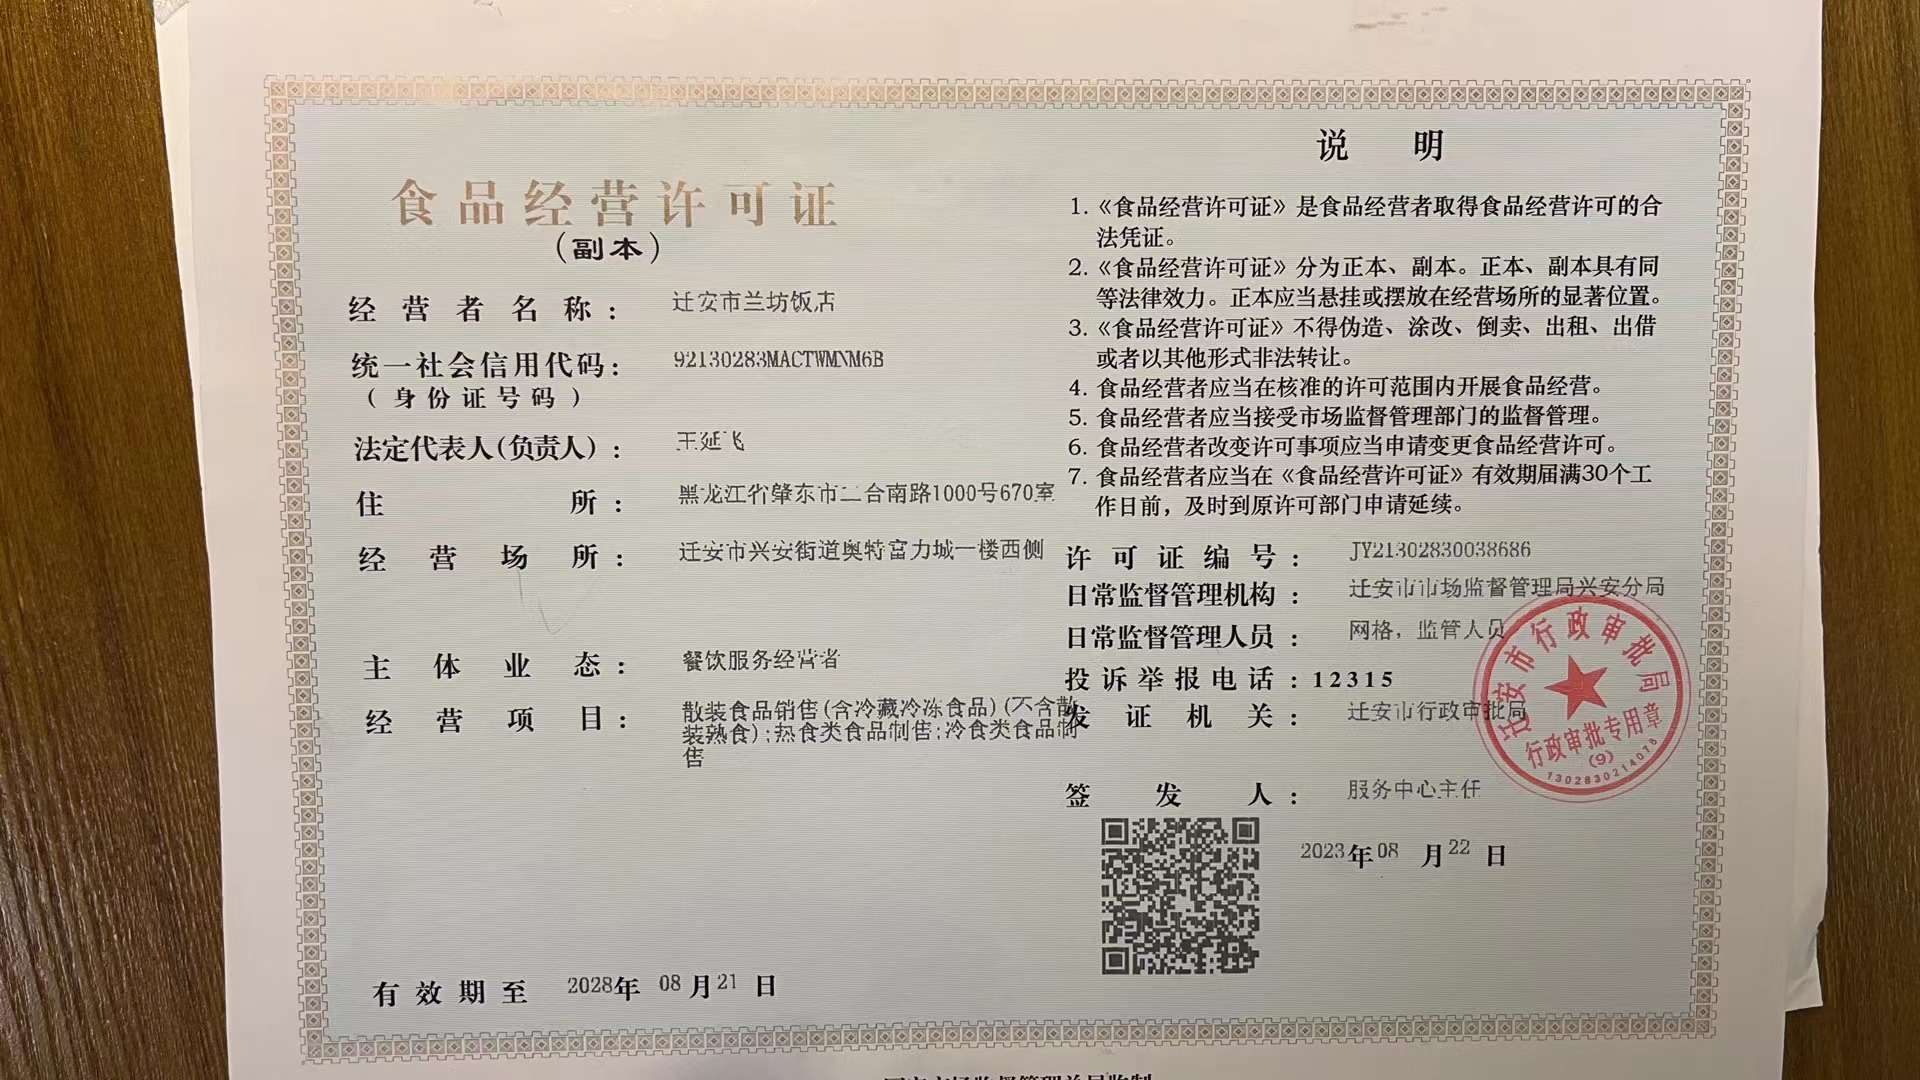 食品经营许可证
（副本）
经营者名称： 迁安市兰坊饭店
统一社会信用代码： 92130283MACTWMNM6B
（身份证号码）
法定代表人(负责人)： 王延飞
住所： 黑龙江省肇东市二合南路1000号670室
经营场所： 迁安市兴安街道奥特富力城一楼西侧
主体业态： 餐饮服务经营者
经营项目： 散装食品销售(含冷藏冷冻食品)(不含散
装熟食);热食类食品制售;冷食类食品制
售
有效期至 2028年 08月21日
说明
1.《食品经营许可证》是食品经营者取得食品经营许可的合
法凭证。
2.《食品经营许可证》分为正本、副本。正本、副本具有同
等法律效力。正本应当悬挂或摆放在经营场所的显著位置。
3.《食品经营许可证》不得伪造、涂改、倒卖、出租、出借
或者以其他形式非法转让。
4. 食品经营者应当在核准的许可范围内开展食品经营。
5. 食品经营者应当接受市场监督管理部门的监督管理。
6. 食品经营者改变许可事项应当申请变更食品经营许可。
7. 食品经营者应当在《食品经营许可证》有效期届满30个工
作日前，及时到原许可部门申请延续。
许可证编号： JY21302830038686
日常监督管理机构： 迁安市市场监督管理局兴安分局
日常监督管理人员： 网格，监管人员
投诉举报电话：12315
发证机关： 迁安市行政审批局
签发人： 服务中心主任
2023年08月22日
迁安市行政审批局
行政审批专用章
(9)
1302830214078
国家市场监督管理总局监制